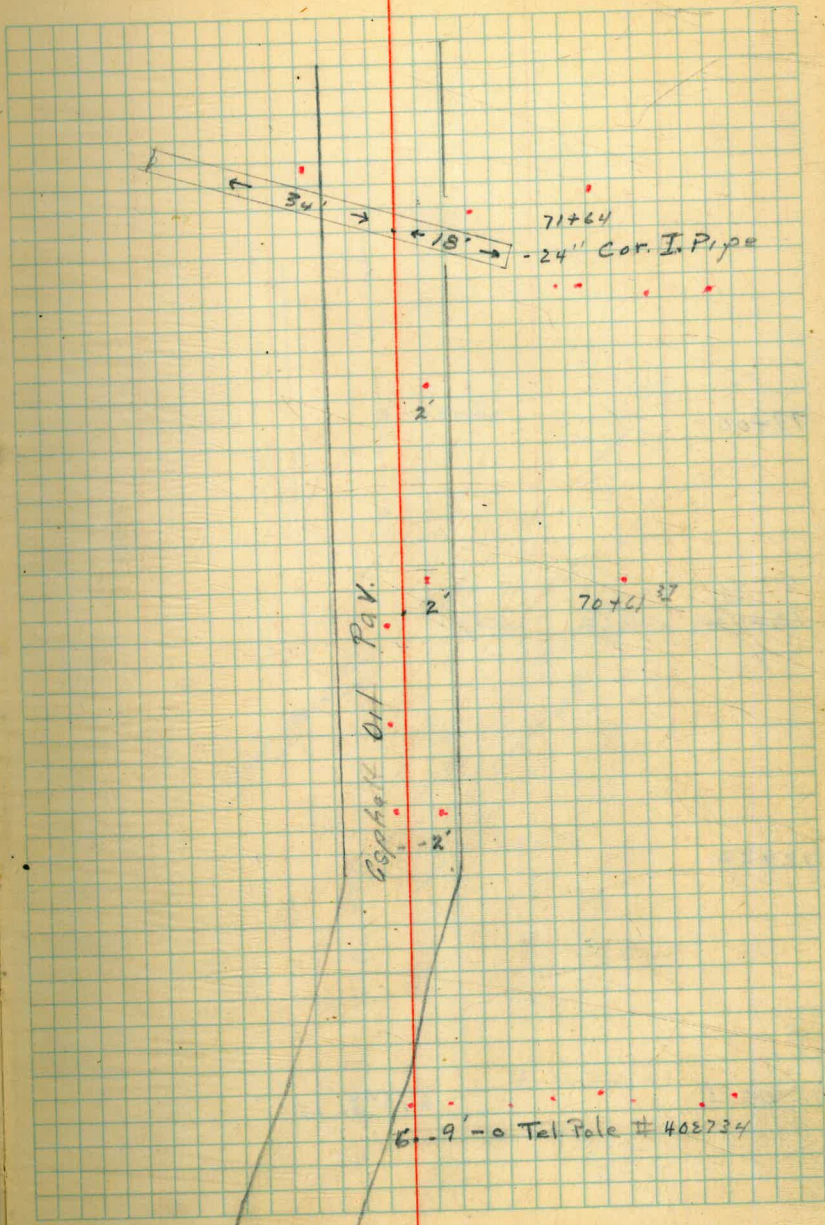 34'
71+64
18' - 24" Cor. I. Pipe
2'
2'
70+61 37
Asphalt Oil Pav.
- - 2'
6 - - 9' - o Tel. Pole # 402734